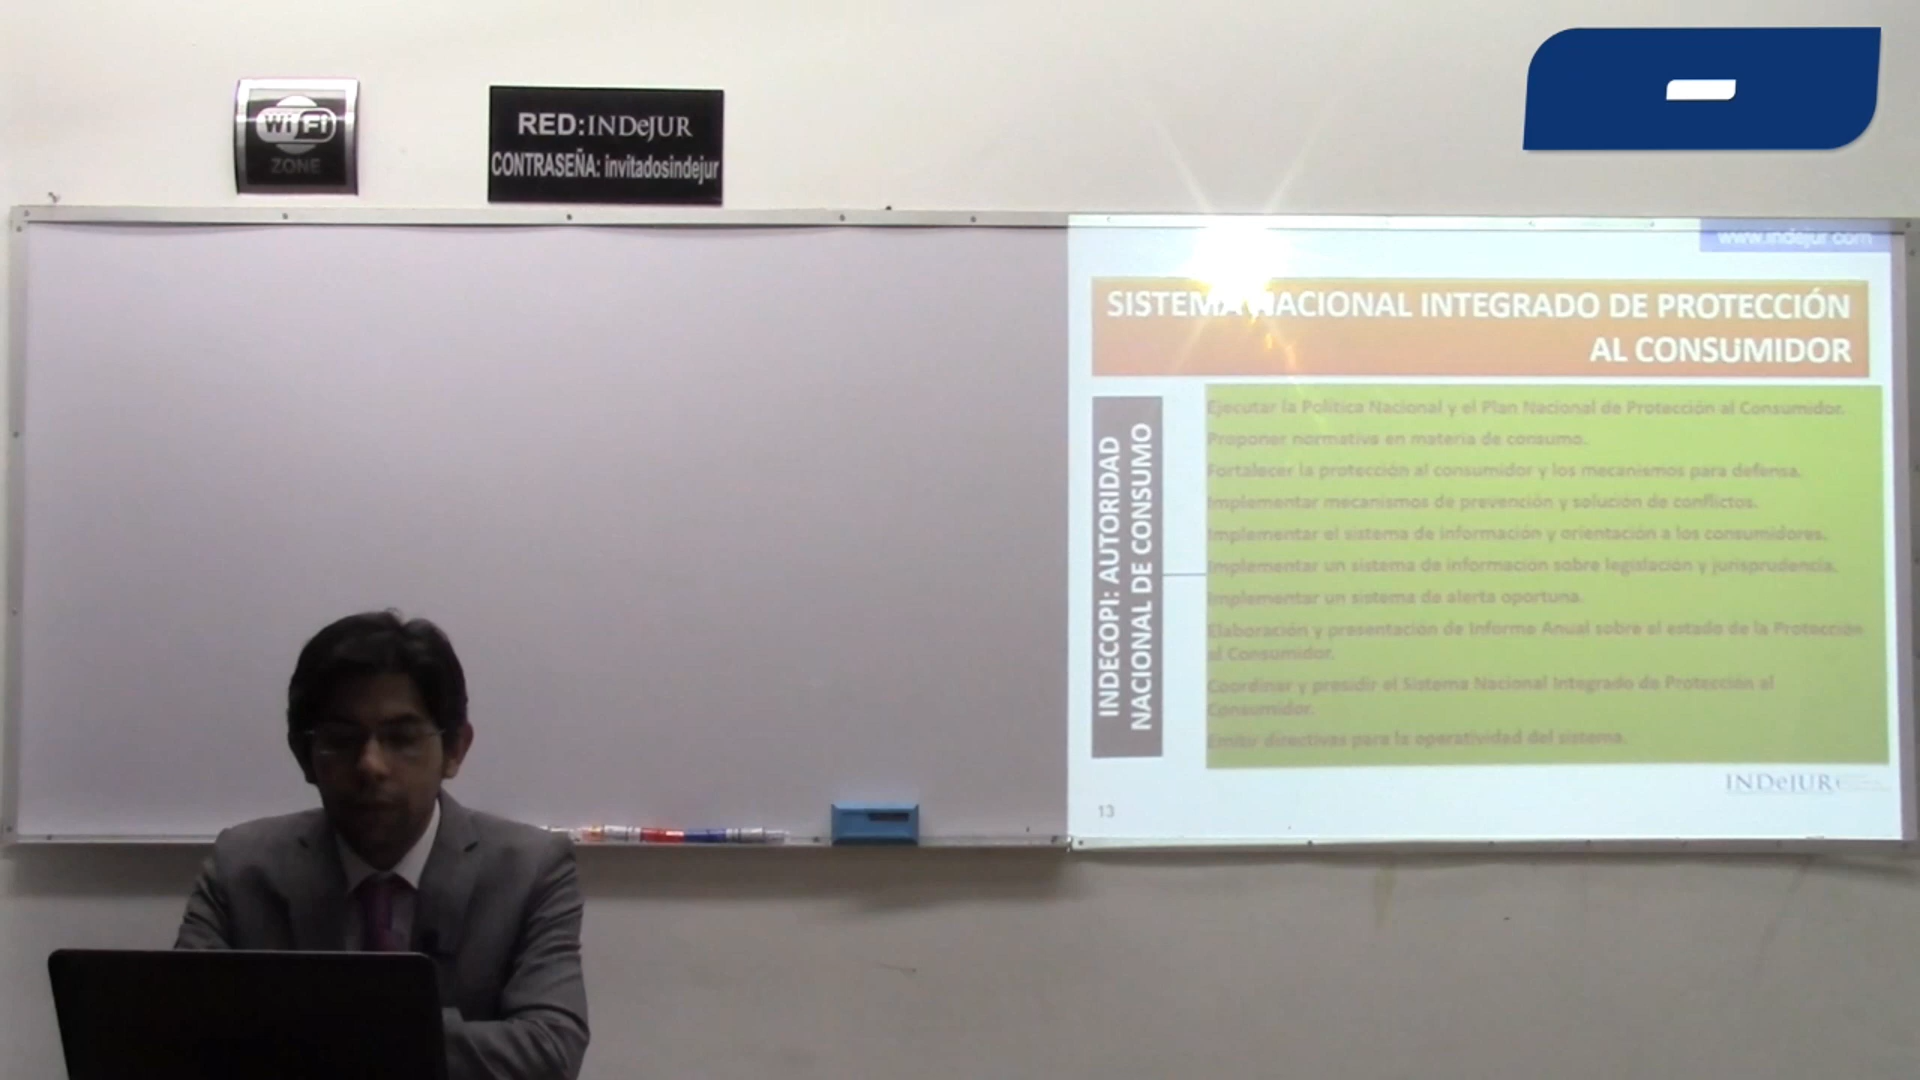 WiFi
ZONE
RED:INDeJUR
CONTRASEÑA: invitadosindejur
www.indejur.com
SISTEMA NACIONAL INTEGRADO DE PROTECCIÓN
AL CONSUMIDOR
INDECOPI: AUTORIDAD
NACIONAL DE CONSUMO
Ejecutar la Política Nacional y el Plan Nacional de Protección al Consumidor.
Proponer normativa en materia de consumo.
Fortalecer la protección al consumidor y los mecanismos para defensa.
Implementar mecanismos de prevención y solución de conflictos.
Implementar el sistema de información y orientación a los consumidores.
Implementar un sistema de información sobre legislación y jurisprudencia.
Implementar un sistema de alerta oportuna.
Elaboración y presentación de Informe Anual sobre el estado de la Protección
al Consumidor.
Coordinar y presidir el Sistema Nacional Integrado de Protección al
Consumidor.
Emitir directivas para la operatividad del sistema.
INDeJUR
13